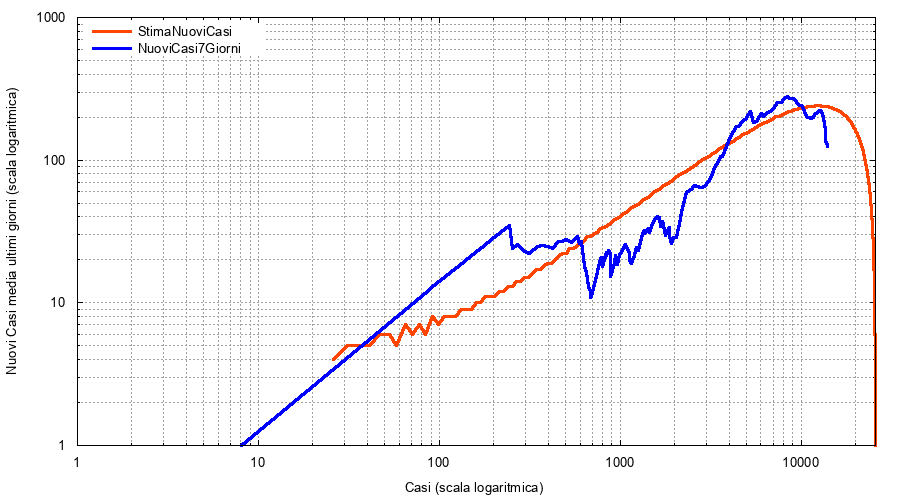 1000
StimaNuoviCasi
NuoviCasi7Giorni
100
10
1
Nuovi Casi media ultimi giorni (scala logaritmica)
1 10 100 1000 10000
Casi (scala logaritmica)